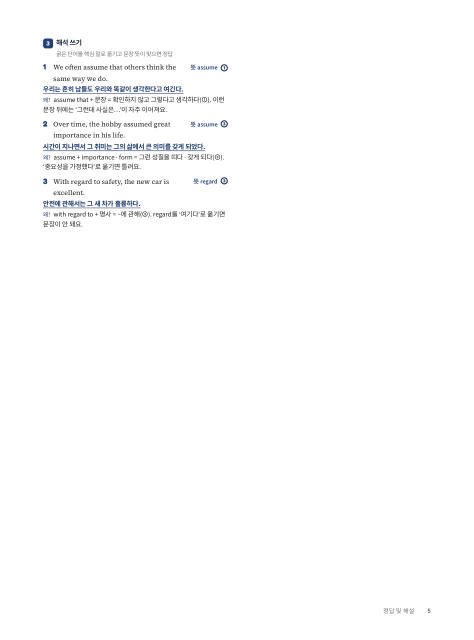 3 해석 쓰기
굵은 단어를 핵심 말로 옮기고 문장 뜻이 맞으면 정답
1 We often assume that others think the 뜻 assume ①
same way we do.
우리는 흔히 남들도 우리와 똑같이 생각한다고 여긴다.
왜? assume that + 문장 = 확인하지 않고 그렇다고 생각하다(①). 이런
문장 뒤에는 '그런데 사실은…'이 자주 이어져요.
2 Over time, the hobby assumed great 뜻 assume
importance in his life.
시간이 지나면서 그 취미는 그의 삶에서 큰 의미를 갖게 되었다.
왜? assume + importance · form = 그런 성질을 띠다 · 갖게 되다
'중요성을 가정했다'로 옮기면 틀려요.
3 With regard to safety, the new car is 뜻 regard
excellent.
안전에 관해서는 그 새 차가 훌륭하다.
왜? with regard to + 명사 = ~에 관해 regard를 '여기다'로 옮기면
문장이 안 돼요.
정답 및 해설 5